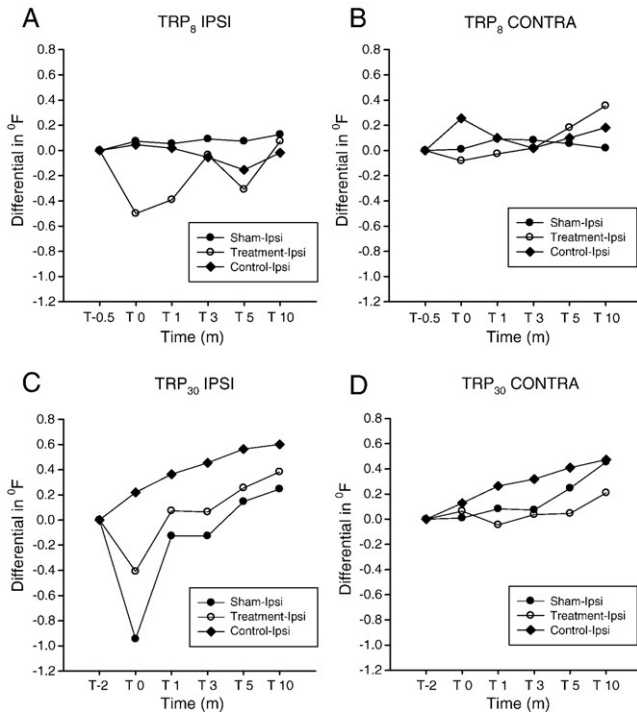 A
TRP₈ IPSI
Differential in ⁰F
0.8
0.6
0.4
0.2
0.0
-0.2
-0.4
-0.6
-0.8
-1.0
-1.2
Sham-Ipsi
Treatment-Ipsi
Control-Ipsi
T-0.5 T 0 T 1 T 3 T 5 T 10
Time (m)
B
TRP₈ CONTRA
Differential in ⁰F
0.8
0.6
0.4
0.2
0.0
-0.2
-0.4
-0.6
-0.8
-1.0
-1.2
Sham-Ipsi
Treatment-Ipsi
Control-Ipsi
T-0.5 T 0 T 1 T 3 T 5 T 10
Time (m)
C
TRP₃₀ IPSI
Differential in ⁰F
0.8
0.6
0.4
0.2
0.0
-0.2
-0.4
-0.6
-0.8
-1.0
-1.2
Sham-Ipsi
Treatment-Ipsi
Control-Ipsi
T-2 T 0 T 1 T 3 T 5 T 10
Time (m)
D
TRP₃₀ CONTRA
Differential in ⁰F
0.8
0.6
0.4
0.2
0.0
-0.2
-0.4
-0.6
-0.8
-1.0
-1.2
Sham-Ipsi
Treatment-Ipsi
Control-Ipsi
T-2 T 0 T 1 T 3 T 5 T 10
Time (m)